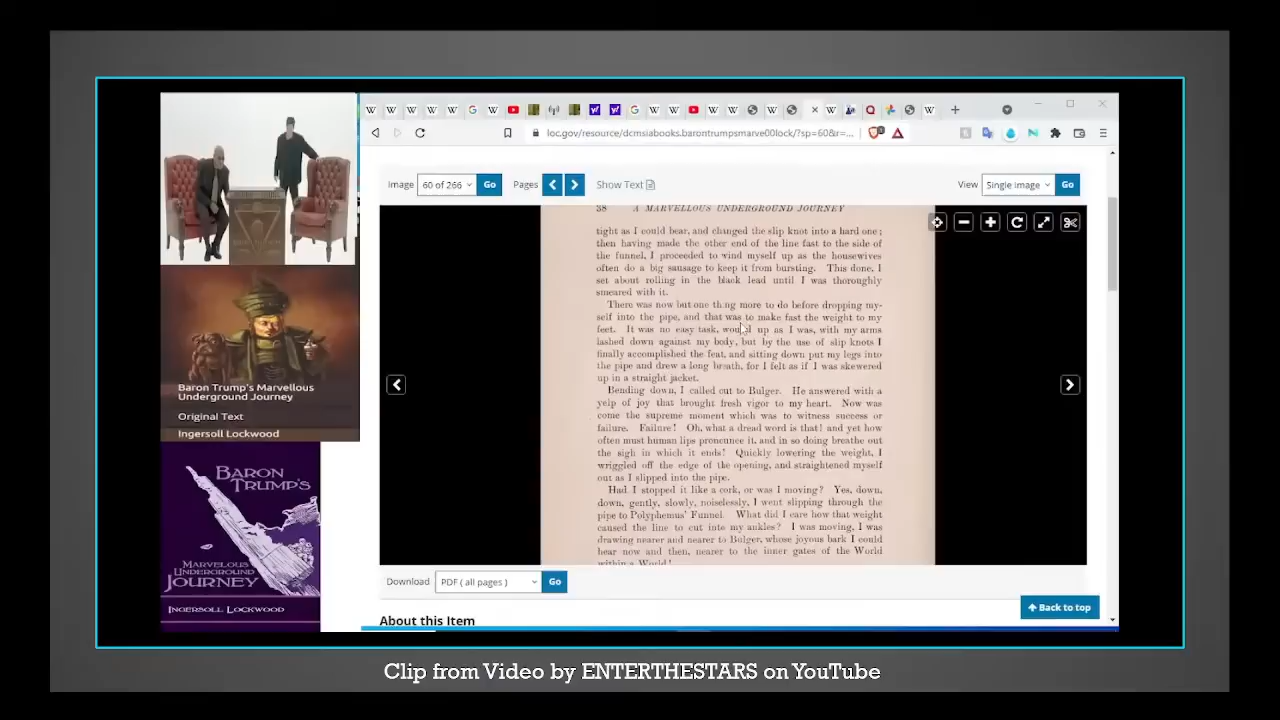 loc.gov/resource/dcmsiabooks.barontrumpsmarve00lock/?sp=60&r=...
Image 60 of 266 Go Pages Show Text View Single image Go
38 A MARVELLOUS UNDERGROUND JOURNEY
tight as I could bear, and changed the slip knot into a hard one;
then having made the other end of the line fast to the side of
the funnel, I proceeded to wind myself up as the housewives
often do a big sausage to keep it from bursting. This done, I
set about rolling in the black lead until I was thoroughly
smeared with it.
There was now but one thing more to do before dropping my-
self into the pipe, and that was to make fast the weight to my
feet. It was no easy task, wound up as I was, with my arms
lashed down against my body, but by the use of slip knots I
finally accomplished the feat, and sitting down put my legs into
the pipe and drew a long breath, for I felt as if I was skewered
up in a straight jacket.
Bending down, I called out to Bulger. He answered with a
yelp of joy that brought fresh vigor to my heart. Now was
come the supreme moment which was to witness success or
failure. Failure! Oh, what a dread word is that! and yet how
often must human lips pronounce it, and in so doing breathe out
the sigh in which it ends! Quickly lowering the weight, I
wriggled off the edge of the opening, and straightened myself
out as I slipped into the pipe.
Had I stopped it like a cork, or was I moving? Yes, down,
down, gently, slowly, noiselessly, I went slipping through the
pipe to Polyphemus' Funnel. What did I care how that weight
caused the line to cut into my ankles? I was moving, I was
drawing nearer and nearer to Bulger, whose joyous bark I could
hear now and then, nearer to the inner gates of the World
within a World!
Download PDF ( all pages ) Go
Back to top
About this Item
Baron Trump's Marvellous
Underground Journey
Original Text
Ingersoll Lockwood
BARON
TRUMP'S
MARVELOUS
UNDERGROUND
JOURNEY
INGERSOLL LOCKWOOD
Clip from Video by ENTERTHESTARS on YouTube